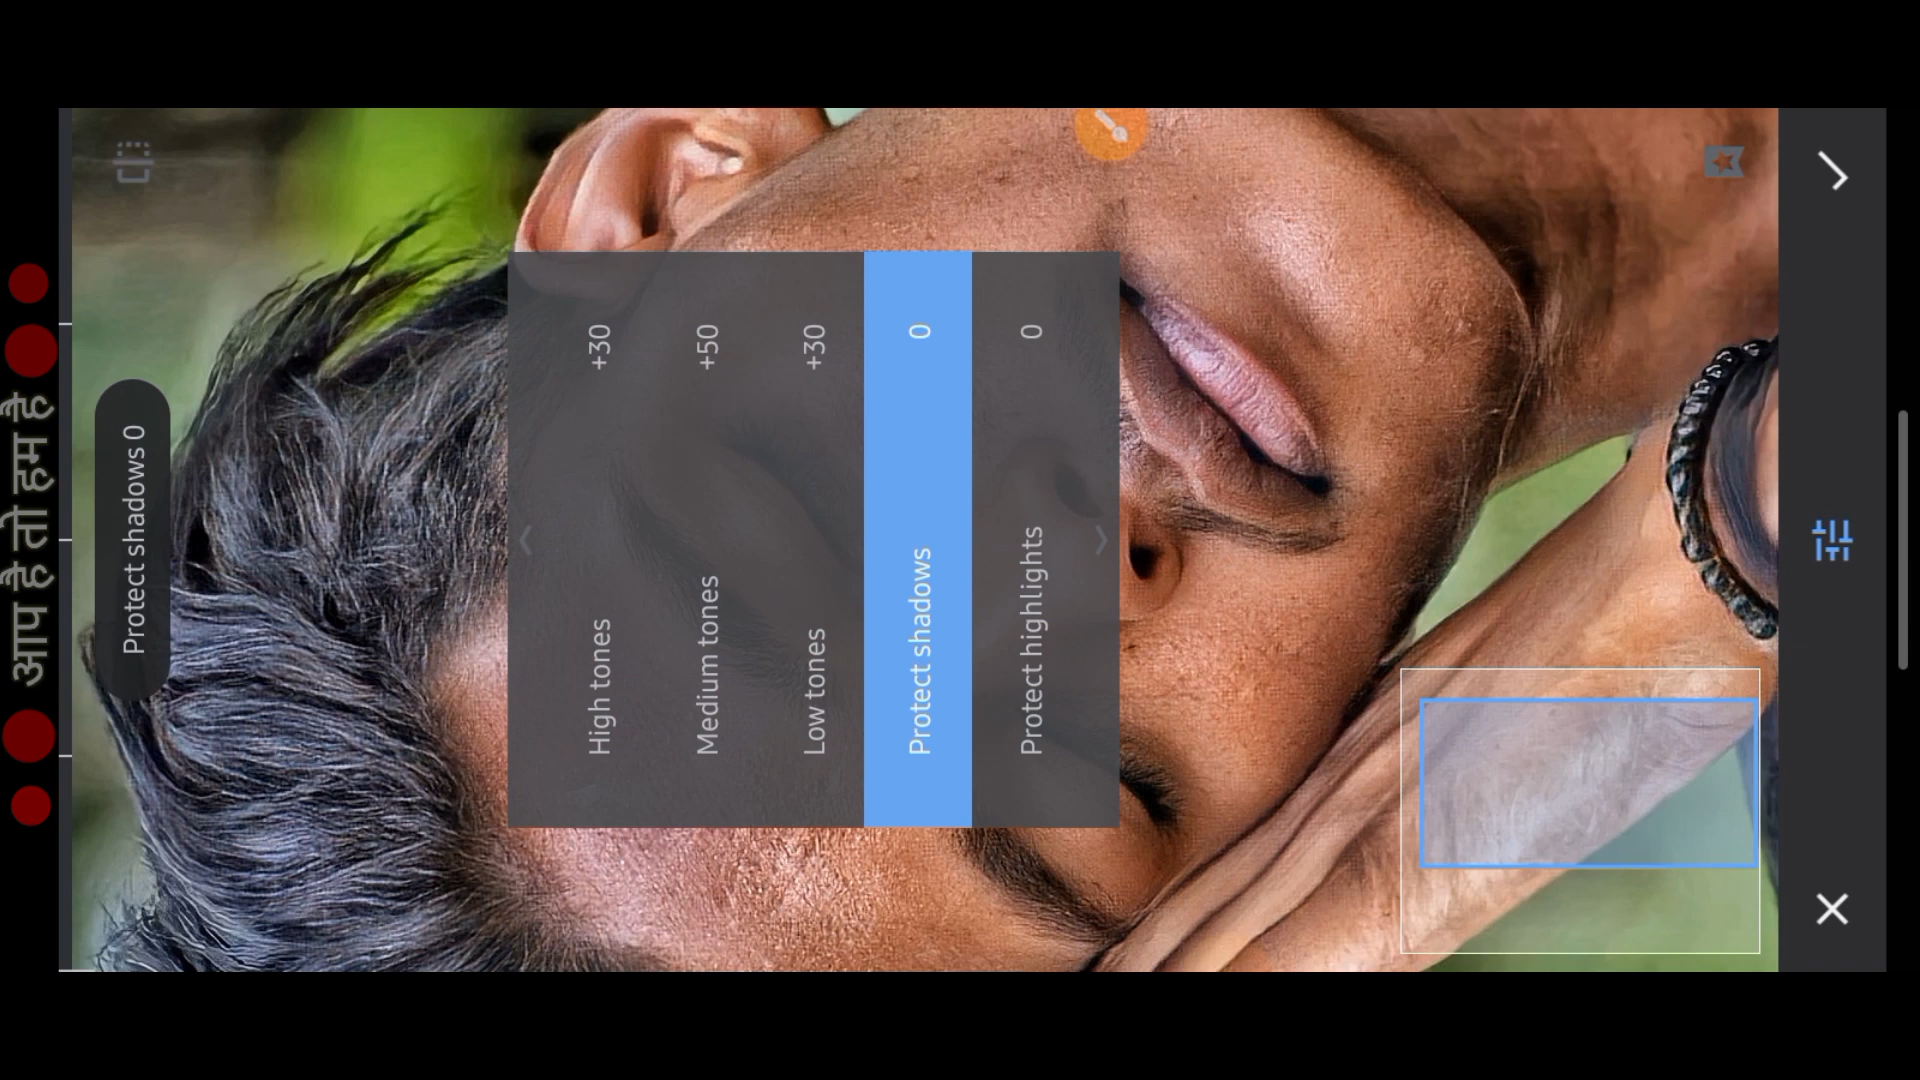 आप है तो हम है
Protect shadows 0
High tones +30
Medium tones +50
Low tones +30
Protect shadows 0
Protect highlights 0